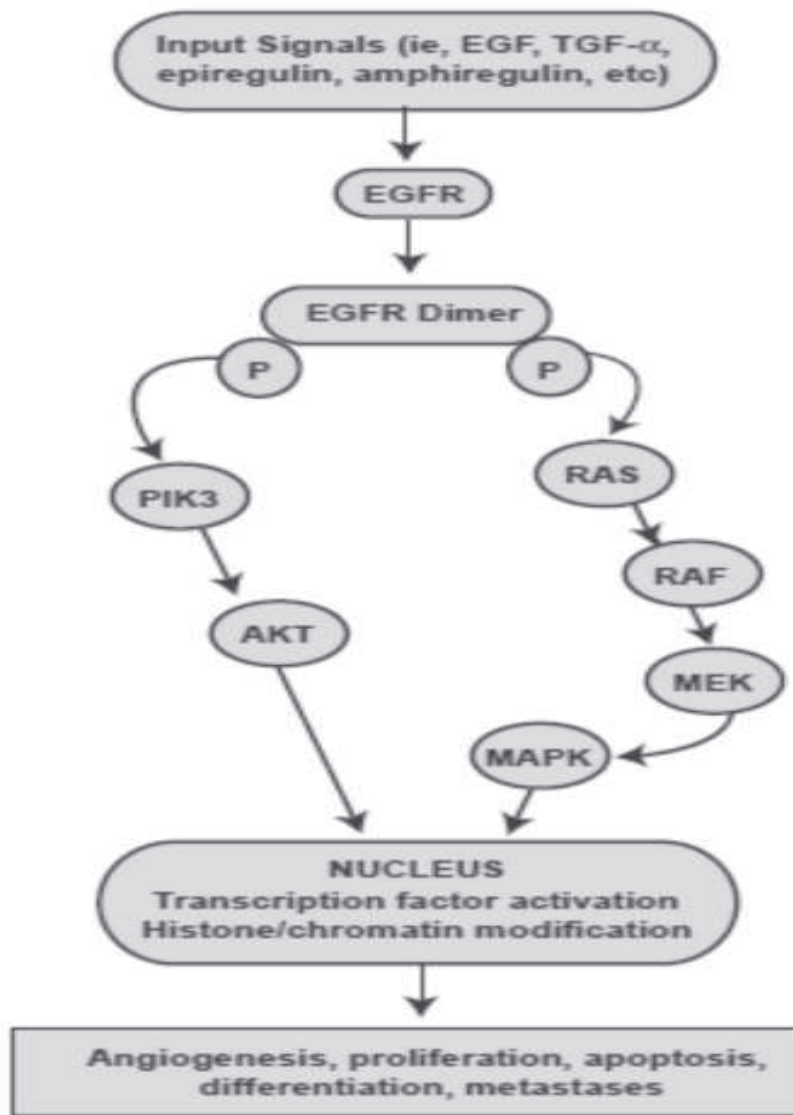 Input Signals (ie, EGF, TGF-α,
epiregulin, amphiregulin, etc)
EGFR
EGFR Dimer
P
P
PIK3
RAS
RAF
AKT
MEK
MAPK
NUCLEUS
Transcription factor activation
Histone/chromatin modification
Angiogenesis, proliferation, apoptosis,
differentiation, metastases